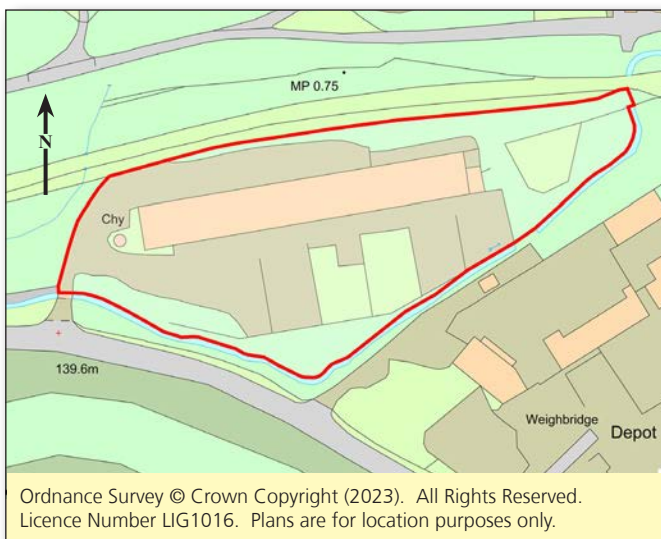 MP 0.75
N
Chy
139.6m
Weighbridge
Depot
Ordnance Survey © Crown Copyright (2023). All Rights Reserved.
Licence Number LIG1016. Plans are for location purposes only.